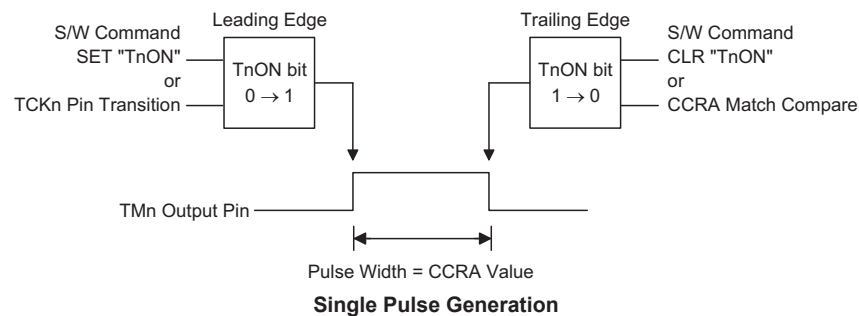 Leading Edge
S/W Command
SET "TnON"
or
TCKn Pin Transition
TnON bit
0 → 1
Trailing Edge
TnON bit
1 → 0
S/W Command
CLR "TnON"
or
CCRA Match Compare
TMn Output Pin
Pulse Width = CCRA Value
Single Pulse Generation